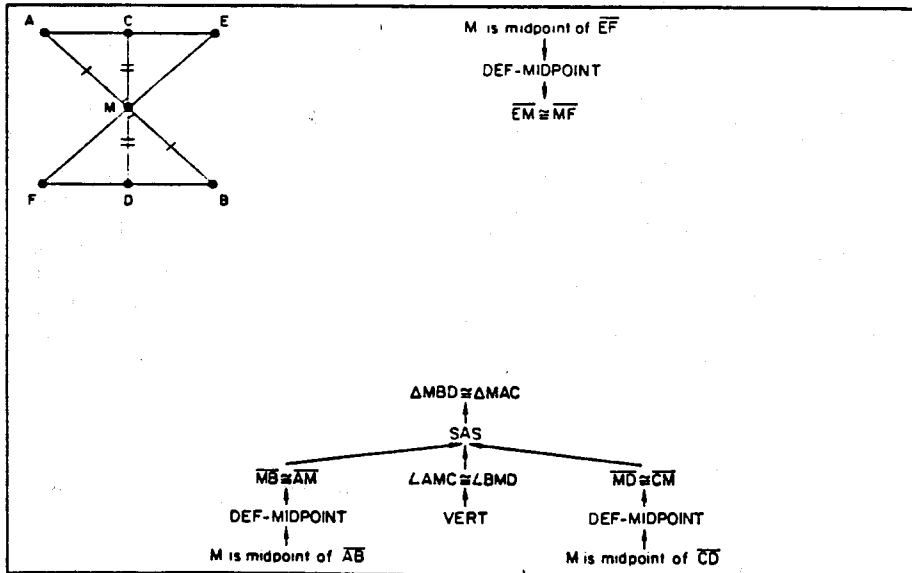 A C E
M is midpoint of EF
DEF-MIDPOINT
M
EM ≅ MF
F D B
ΔMBD ≅ ΔMAC
SAS
MB ≅ AM ∠AMC ≅ ∠BMD MD ≅ CM
DEF-MIDPOINT VERT DEF-MIDPOINT
M is midpoint of AB M is midpoint of CD